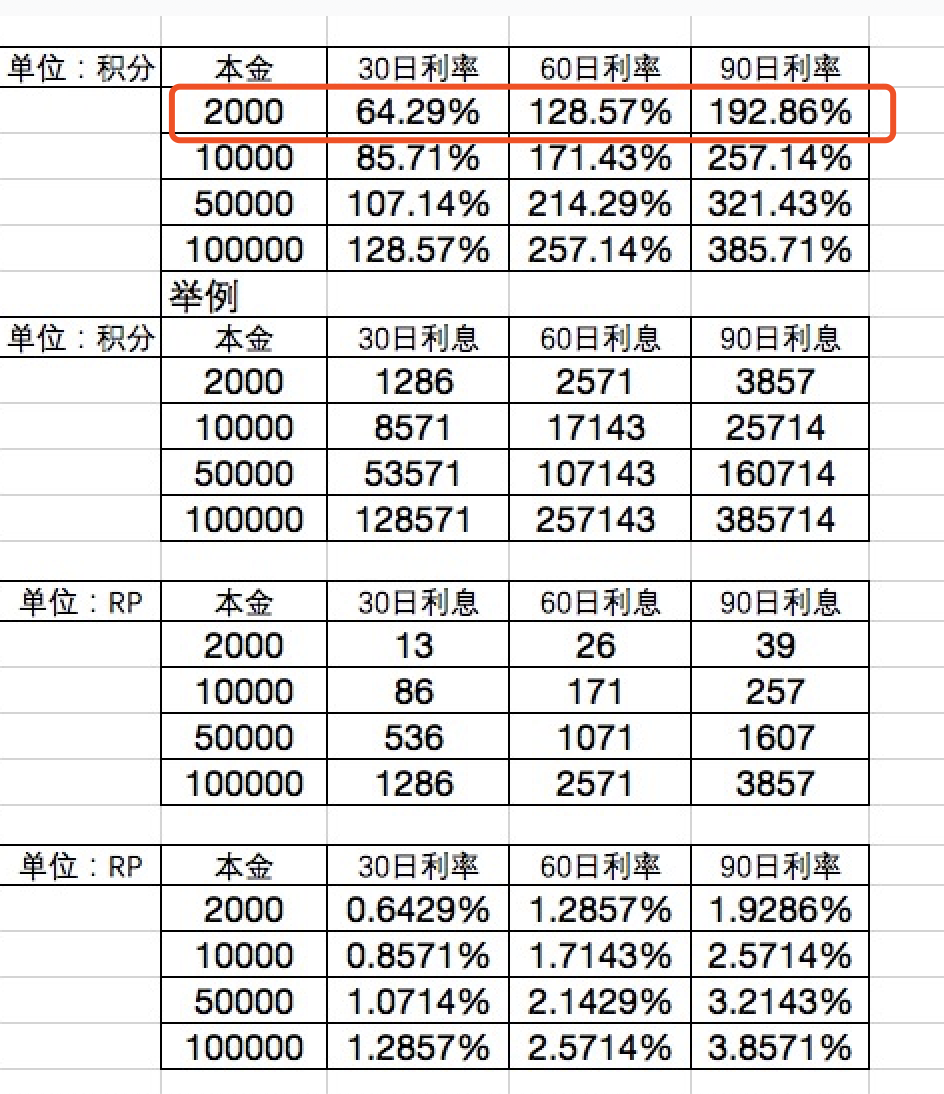 单位：积分 本金 30日利率 60日利率 90日利率
2000 64.29% 128.57% 192.86%
10000 85.71% 171.43% 257.14%
50000 107.14% 214.29% 321.43%
100000 128.57% 257.14% 385.71%
举例
单位：积分 本金 30日利息 60日利息 90日利息
2000 1286 2571 3857
10000 8571 17143 25714
50000 53571 107143 160714
100000 128571 257143 385714
单位：RP 本金 30日利息 60日利息 90日利息
2000 13 26 39
10000 86 171 257
50000 536 1071 1607
100000 1286 2571 3857
单位：RP 本金 30日利率 60日利率 90日利率
2000 0.6429% 1.2857% 1.9286%
10000 0.8571% 1.7143% 2.5714%
50000 1.0714% 2.1429% 3.2143%
100000 1.2857% 2.5714% 3.8571%